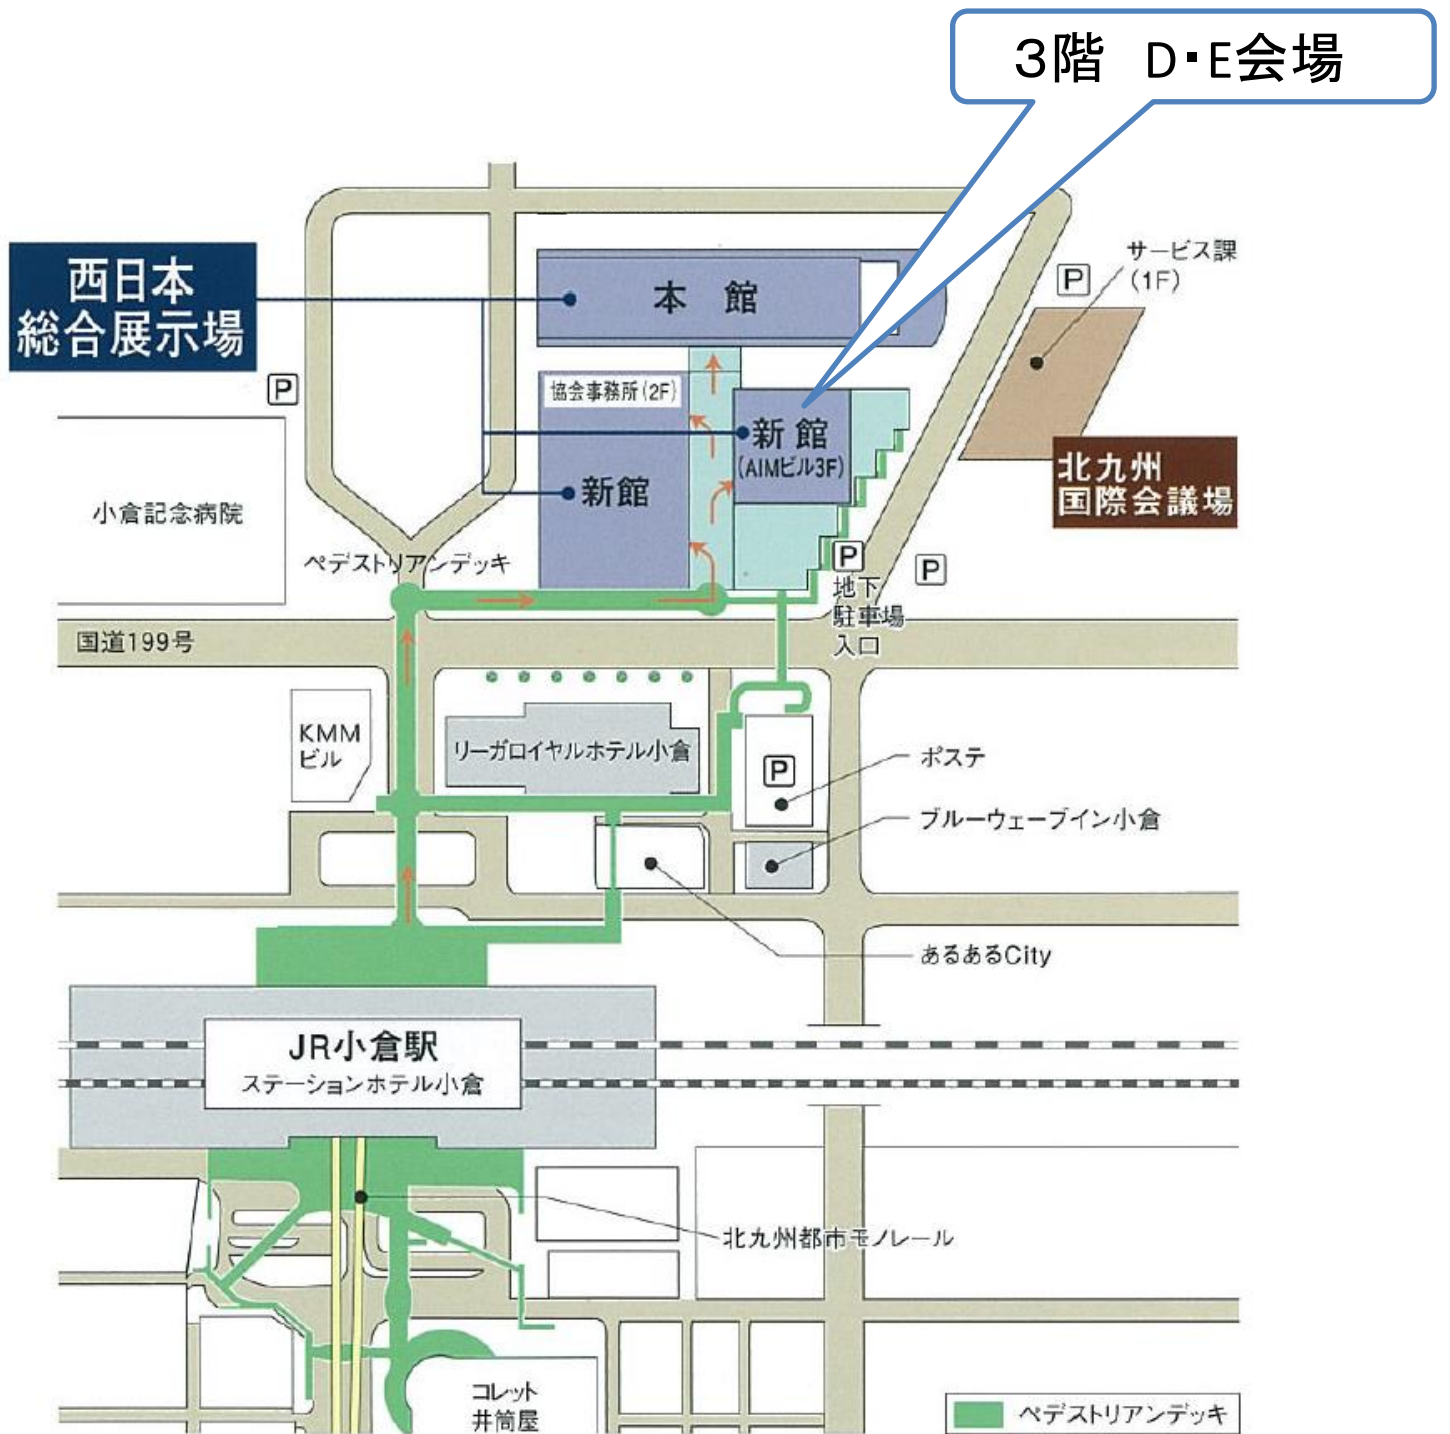 ３階　D・E会場
サービス課
(1F)
P
西日本
総合展示場
本　館
P
協会事務所(2F)
新館
(AIMビル3F)
新館
北九州
国際会議場
小倉記念病院
ペデストリアンデッキ
P
P
地下
駐車場
入口
国道199号
KMM
ビル
リーガロイヤルホテル小倉
P
ポステ
ブルーウェーブイン小倉
あるあるCity
JR小倉駅
ステーションホテル小倉
北九州都市モノレール
コレット
井筒屋
ペデストリアンデッキ